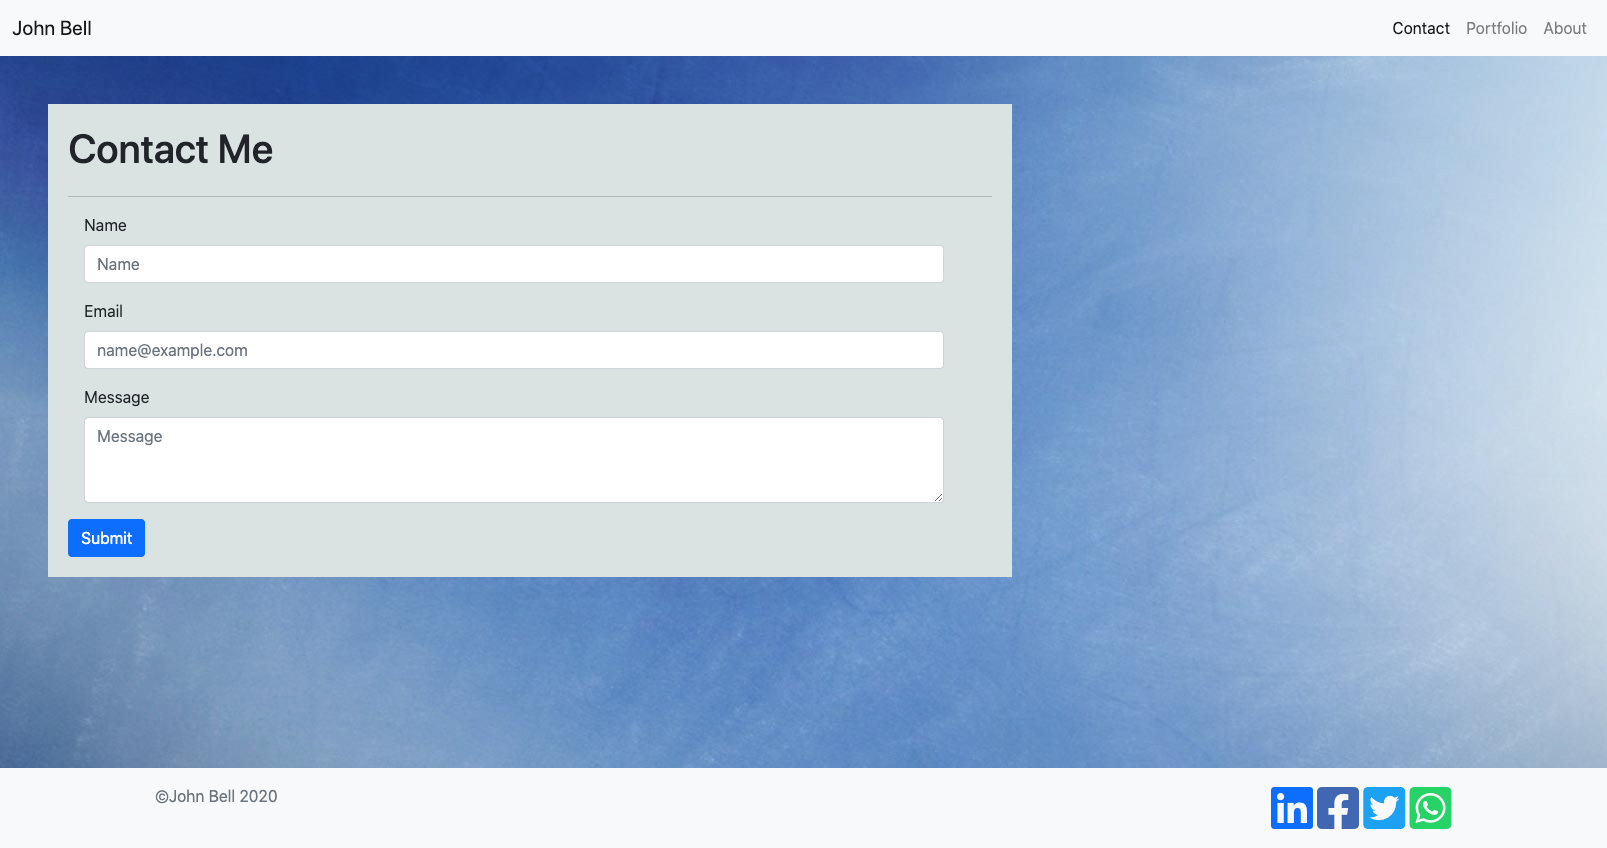 John Bell
Contact Portfolio About
Contact Me
Name
Name
Email
name@example.com
Message
Message
Submit
©John Bell 2020
in